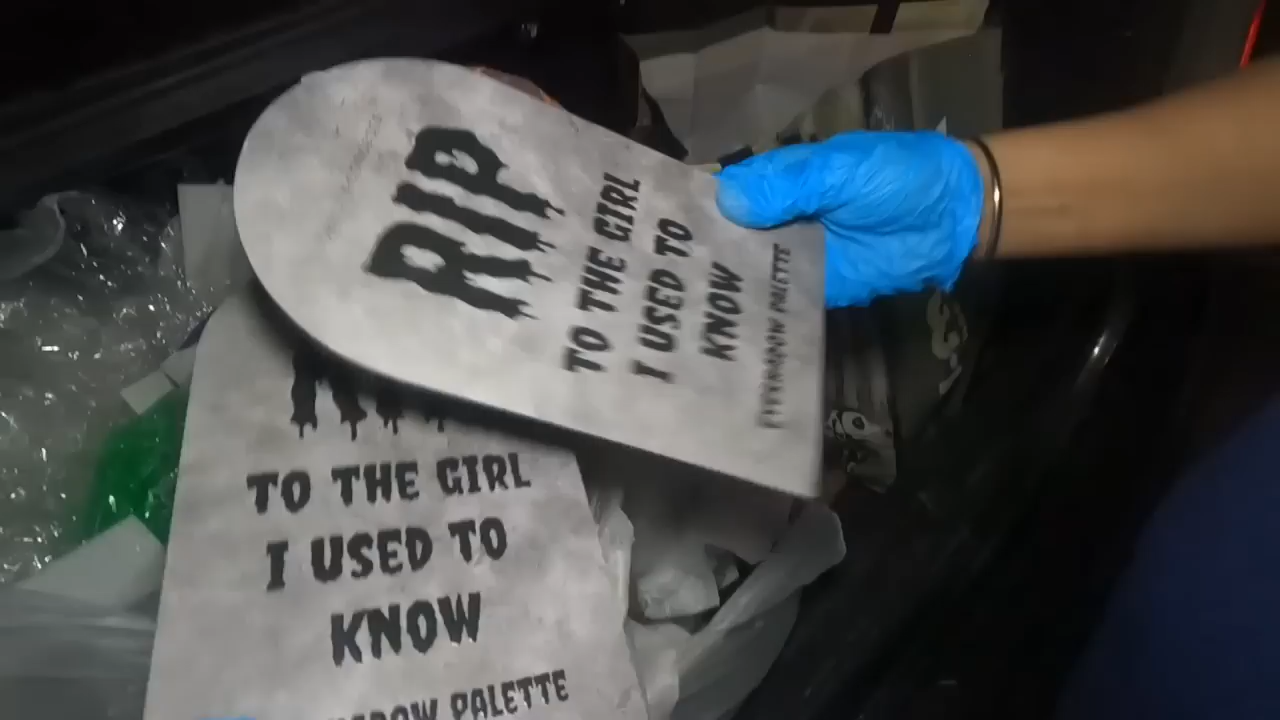 RIP
TO THE GIRL
I USED TO
KNOW
EYESHADOW PALETTE
TO THE GIRL
I USED TO
KNOW
PALETTE